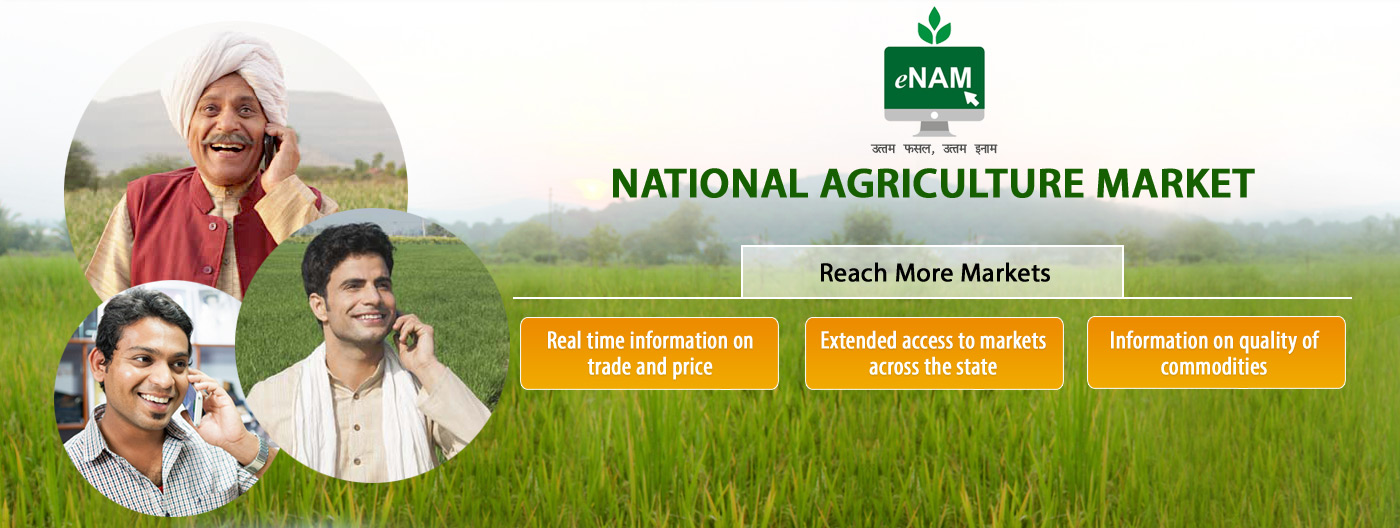 eNAM
उत्तम फसल, उत्तम इनाम
NATIONAL AGRICULTURE MARKET
Reach More Markets
Real time information on
trade and price
Extended access to markets
across the state
Information on quality of
commodities